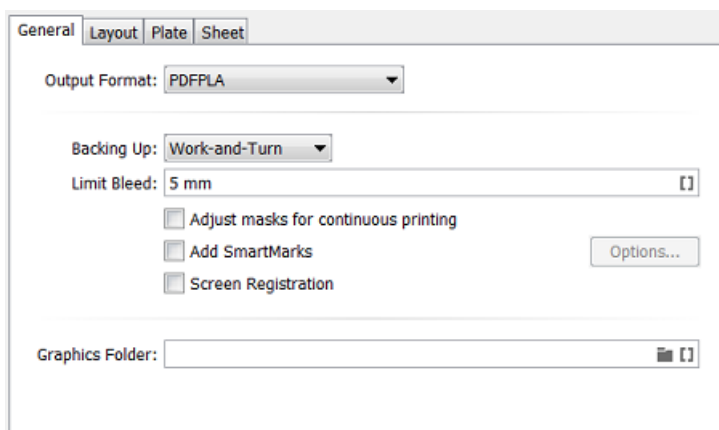 General Layout Plate Sheet
Output Format: PDFPLA
Backing Up: Work-and-Turn
Limit Bleed: 5 mm
Adjust masks for continuous printing
Add SmartMarks Options...
Screen Registration
Graphics Folder: